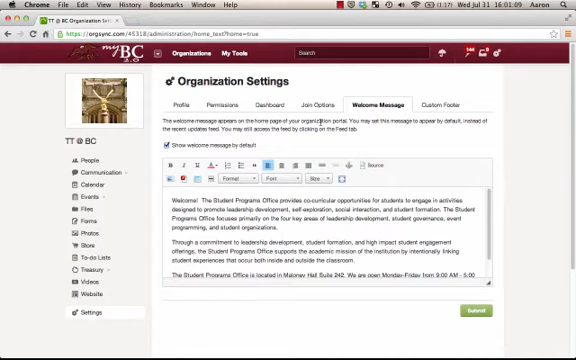 Chrome File Edit View History Bookmarks Window Help
(1:17) Wed Jul 31 16:01:09 Aaron
TT @ BC Organization Settin
https://orgsync.com/45318/administration/home_text?home=true
my BC 2.0
Organizations My Tools Search
Organization Settings
Profile Permissions Dashboard Join Options Welcome Message Custom Footer
The welcome message appears on the home page of your organization portal. You may set this message to appear by default, instead of
the recent updates feed. You may still access the feed by clicking on the Feed tab.
TT @ BC
Show welcome message by default
People
Communication
Calendar
Events
Files
Forms
Photos
Store
To-do Lists
Treasury
Videos
Website
Settings
B I U A Source
Format Font Size
Welcome! The Student Programs Office provides co-curricular opportunities for students to engage in activities
designed to promote leadership development, self-exploration, social interaction, and student formation. The Student
Programs Office focuses primarily on the four key areas of leadership development, student governance, event
programming, and student organizations.
Through a commitment to leadership development, student formation, and high impact student engagement
offerings, the Student Programs Office supports the academic mission of the institution by intentionally linking
student experiences that occur both inside and outside the classroom.
The Student Programs Office is located in Maloney Hall Suite 242. We are open Monday-Friday from 9:00 AM - 5:00
Submit